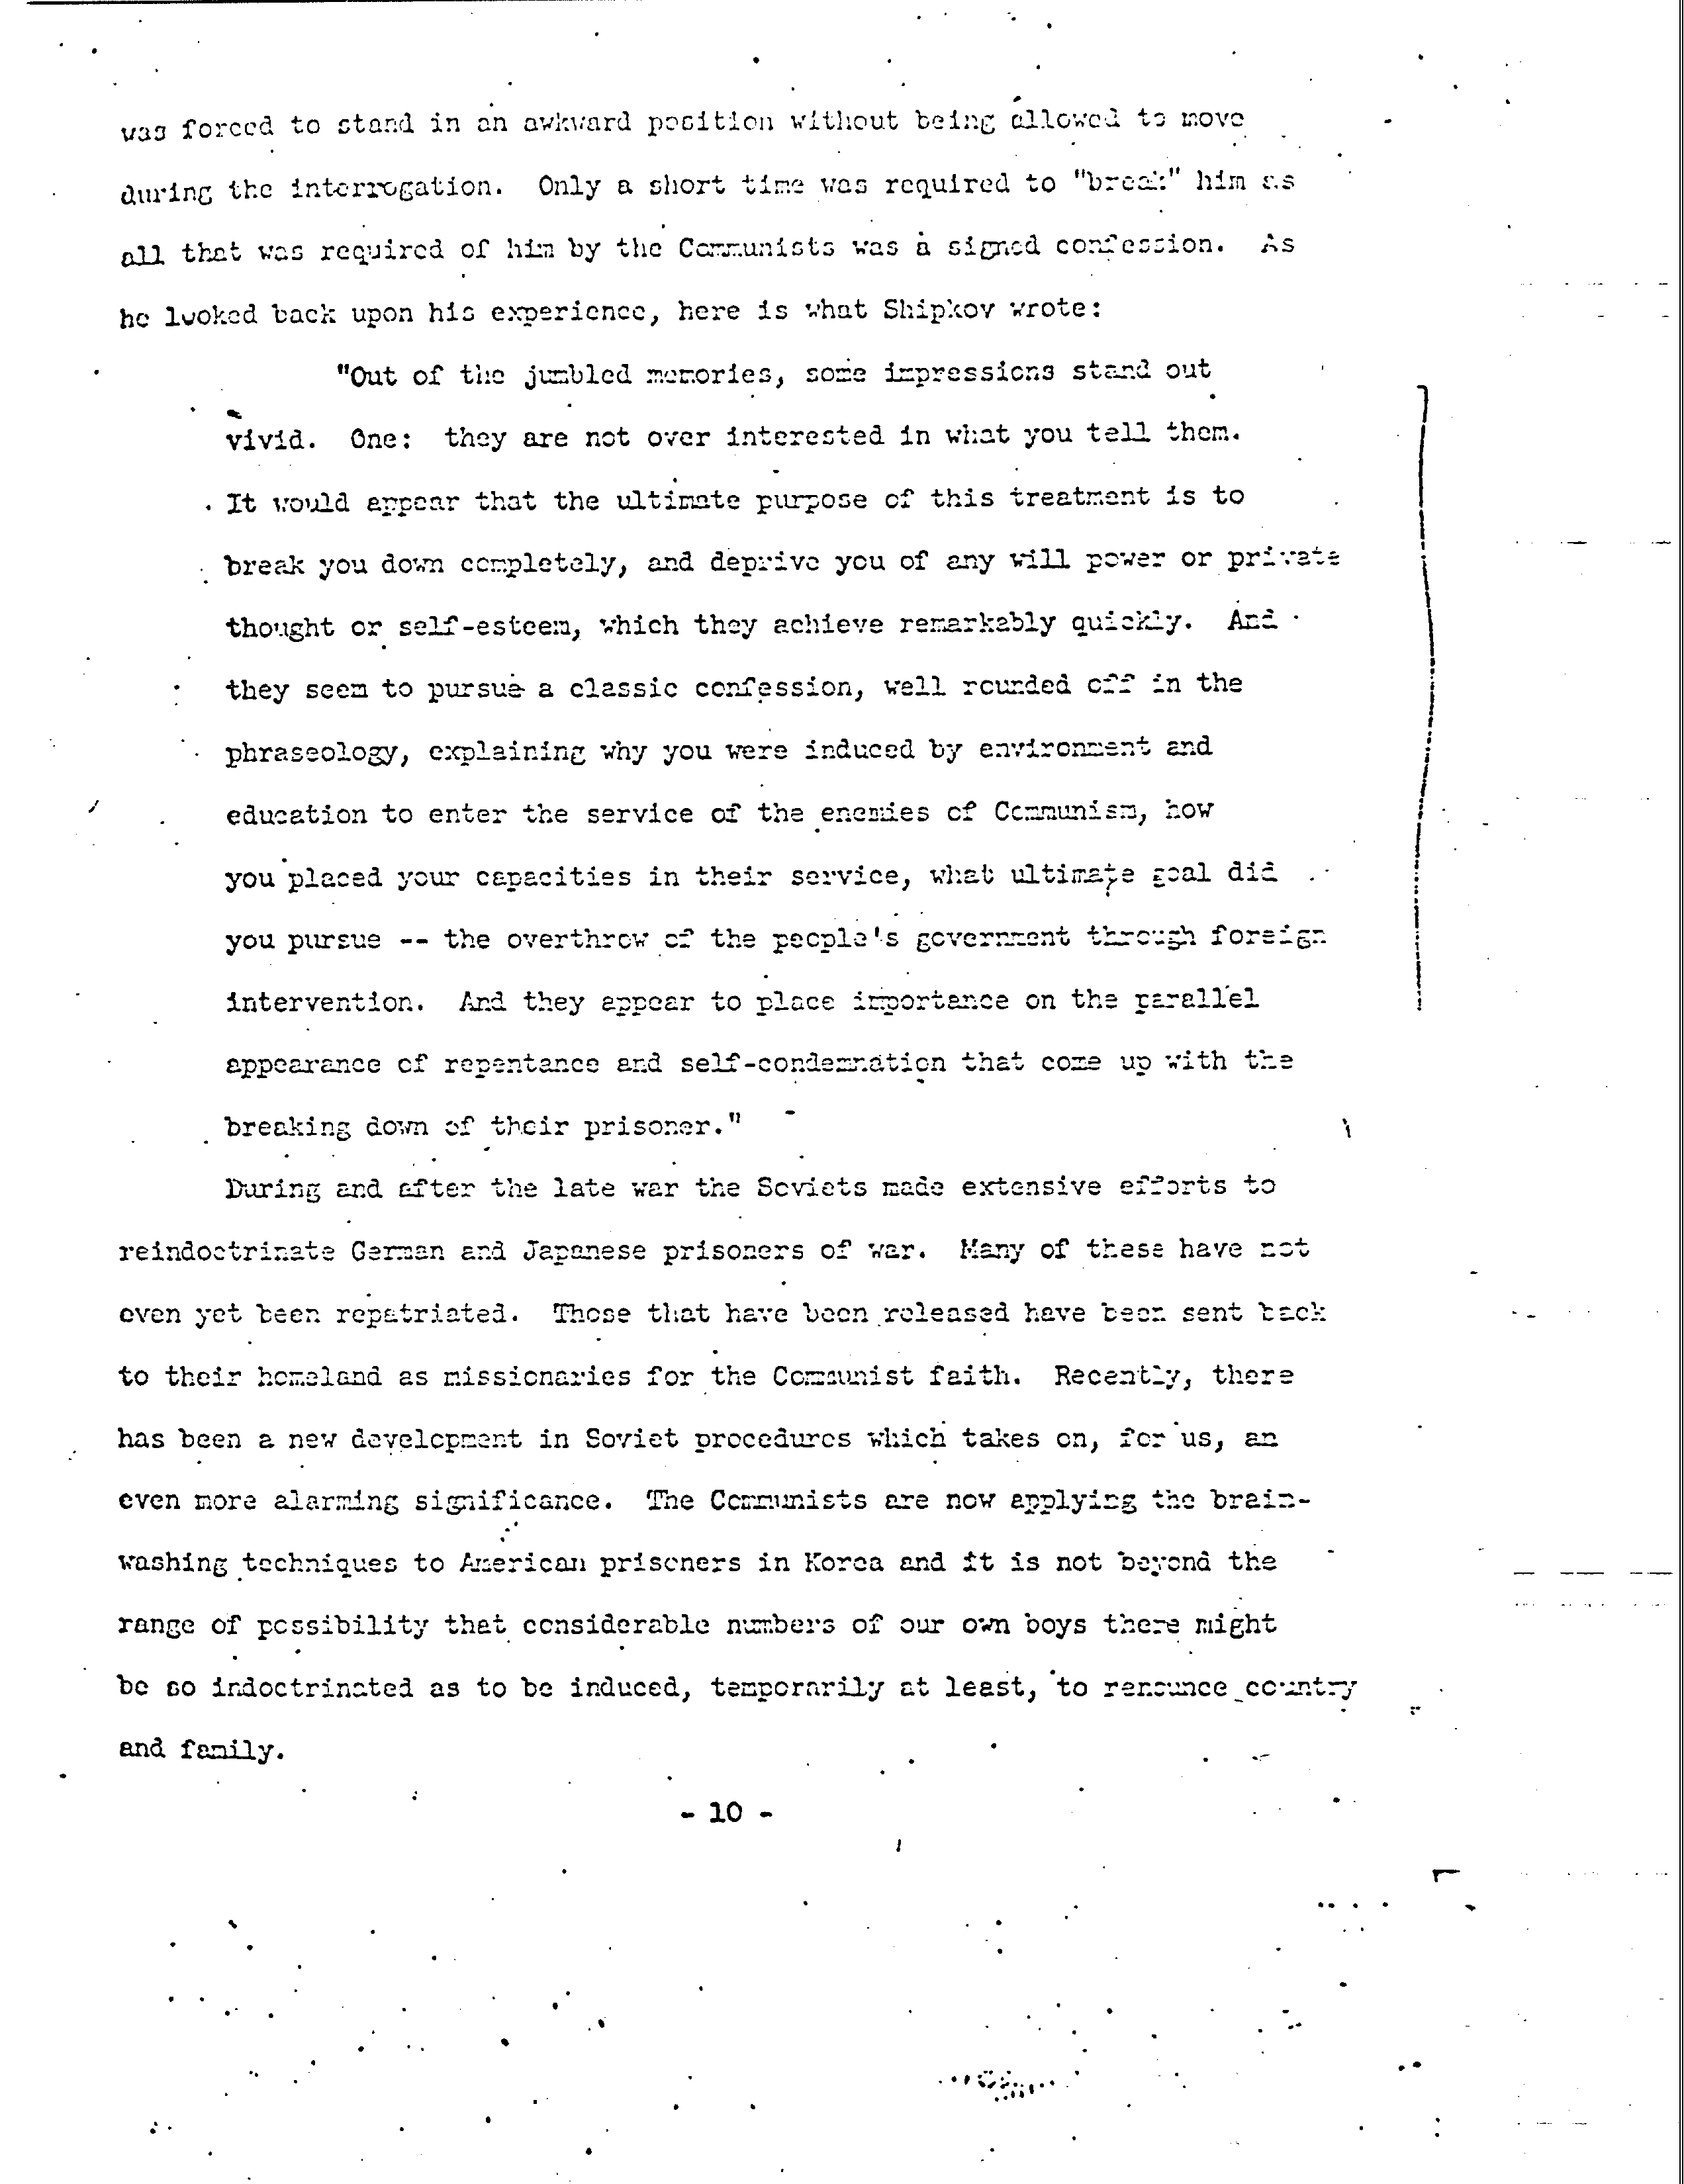 was forced to stand in an awkward position without being allowed to move
during the interrogation. Only a short time was required to "break" him as
all that was required of him by the Communists was a signed confession. As
he looked back upon his experience, here is what Shipkov wrote:
"Out of the jumbled memories, some impressions stand out
vivid. One: they are not over interested in what you tell them.
It would appear that the ultimate purpose of this treatment is to
break you down completely, and deprive you of any will power or private
thought or self-esteem, which they achieve remarkably quickly. And
they seem to pursue a classic confession, well rounded off in the
phraseology, explaining why you were induced by environment and
education to enter the service of the enemies of Communism, how
you placed your capacities in their service, what ultimate goal did
you pursue -- the overthrow of the people's government through foreign
intervention. And they appear to place importance on the parallel
appearance of repentance and self-condemnation that come up with the
breaking down of their prisoner."
During and after the late war the Soviets made extensive efforts to
reindoctrinate German and Japanese prisoners of war. Many of these have not
even yet been repatriated. Those that have been released have been sent back
to their homeland as missionaries for the Communist faith. Recently, there
has been a new development in Soviet procedures which takes on, for us, an
even more alarming significance. The Communists are now applying the brain-
washing techniques to American prisoners in Korea and it is not beyond the
range of possibility that considerable numbers of our own boys there might
be so indoctrinated as to be induced, temporarily at least, to renounce country
and family.
- 10 -